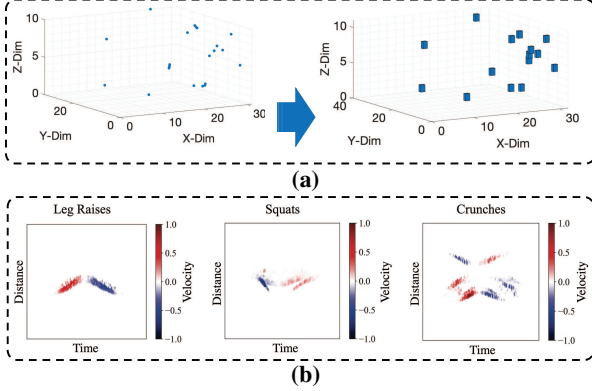 10
5
0
Z-Dim
20
0
Y-Dim
0
10
20
30
X-Dim
10
5
0
Z-Dim
40
20
0
Y-Dim
0
10
20
30
X-Dim
(a)
Leg Raises
Distance
Time
1.0
0.5
0.0
−0.5
−1.0
Velocity
Squats
Distance
Time
1.0
0.5
0.0
−0.5
−1.0
Velocity
Crunches
Distance
Time
1.0
0.5
0.0
−0.5
−1.0
Velocity
(b)